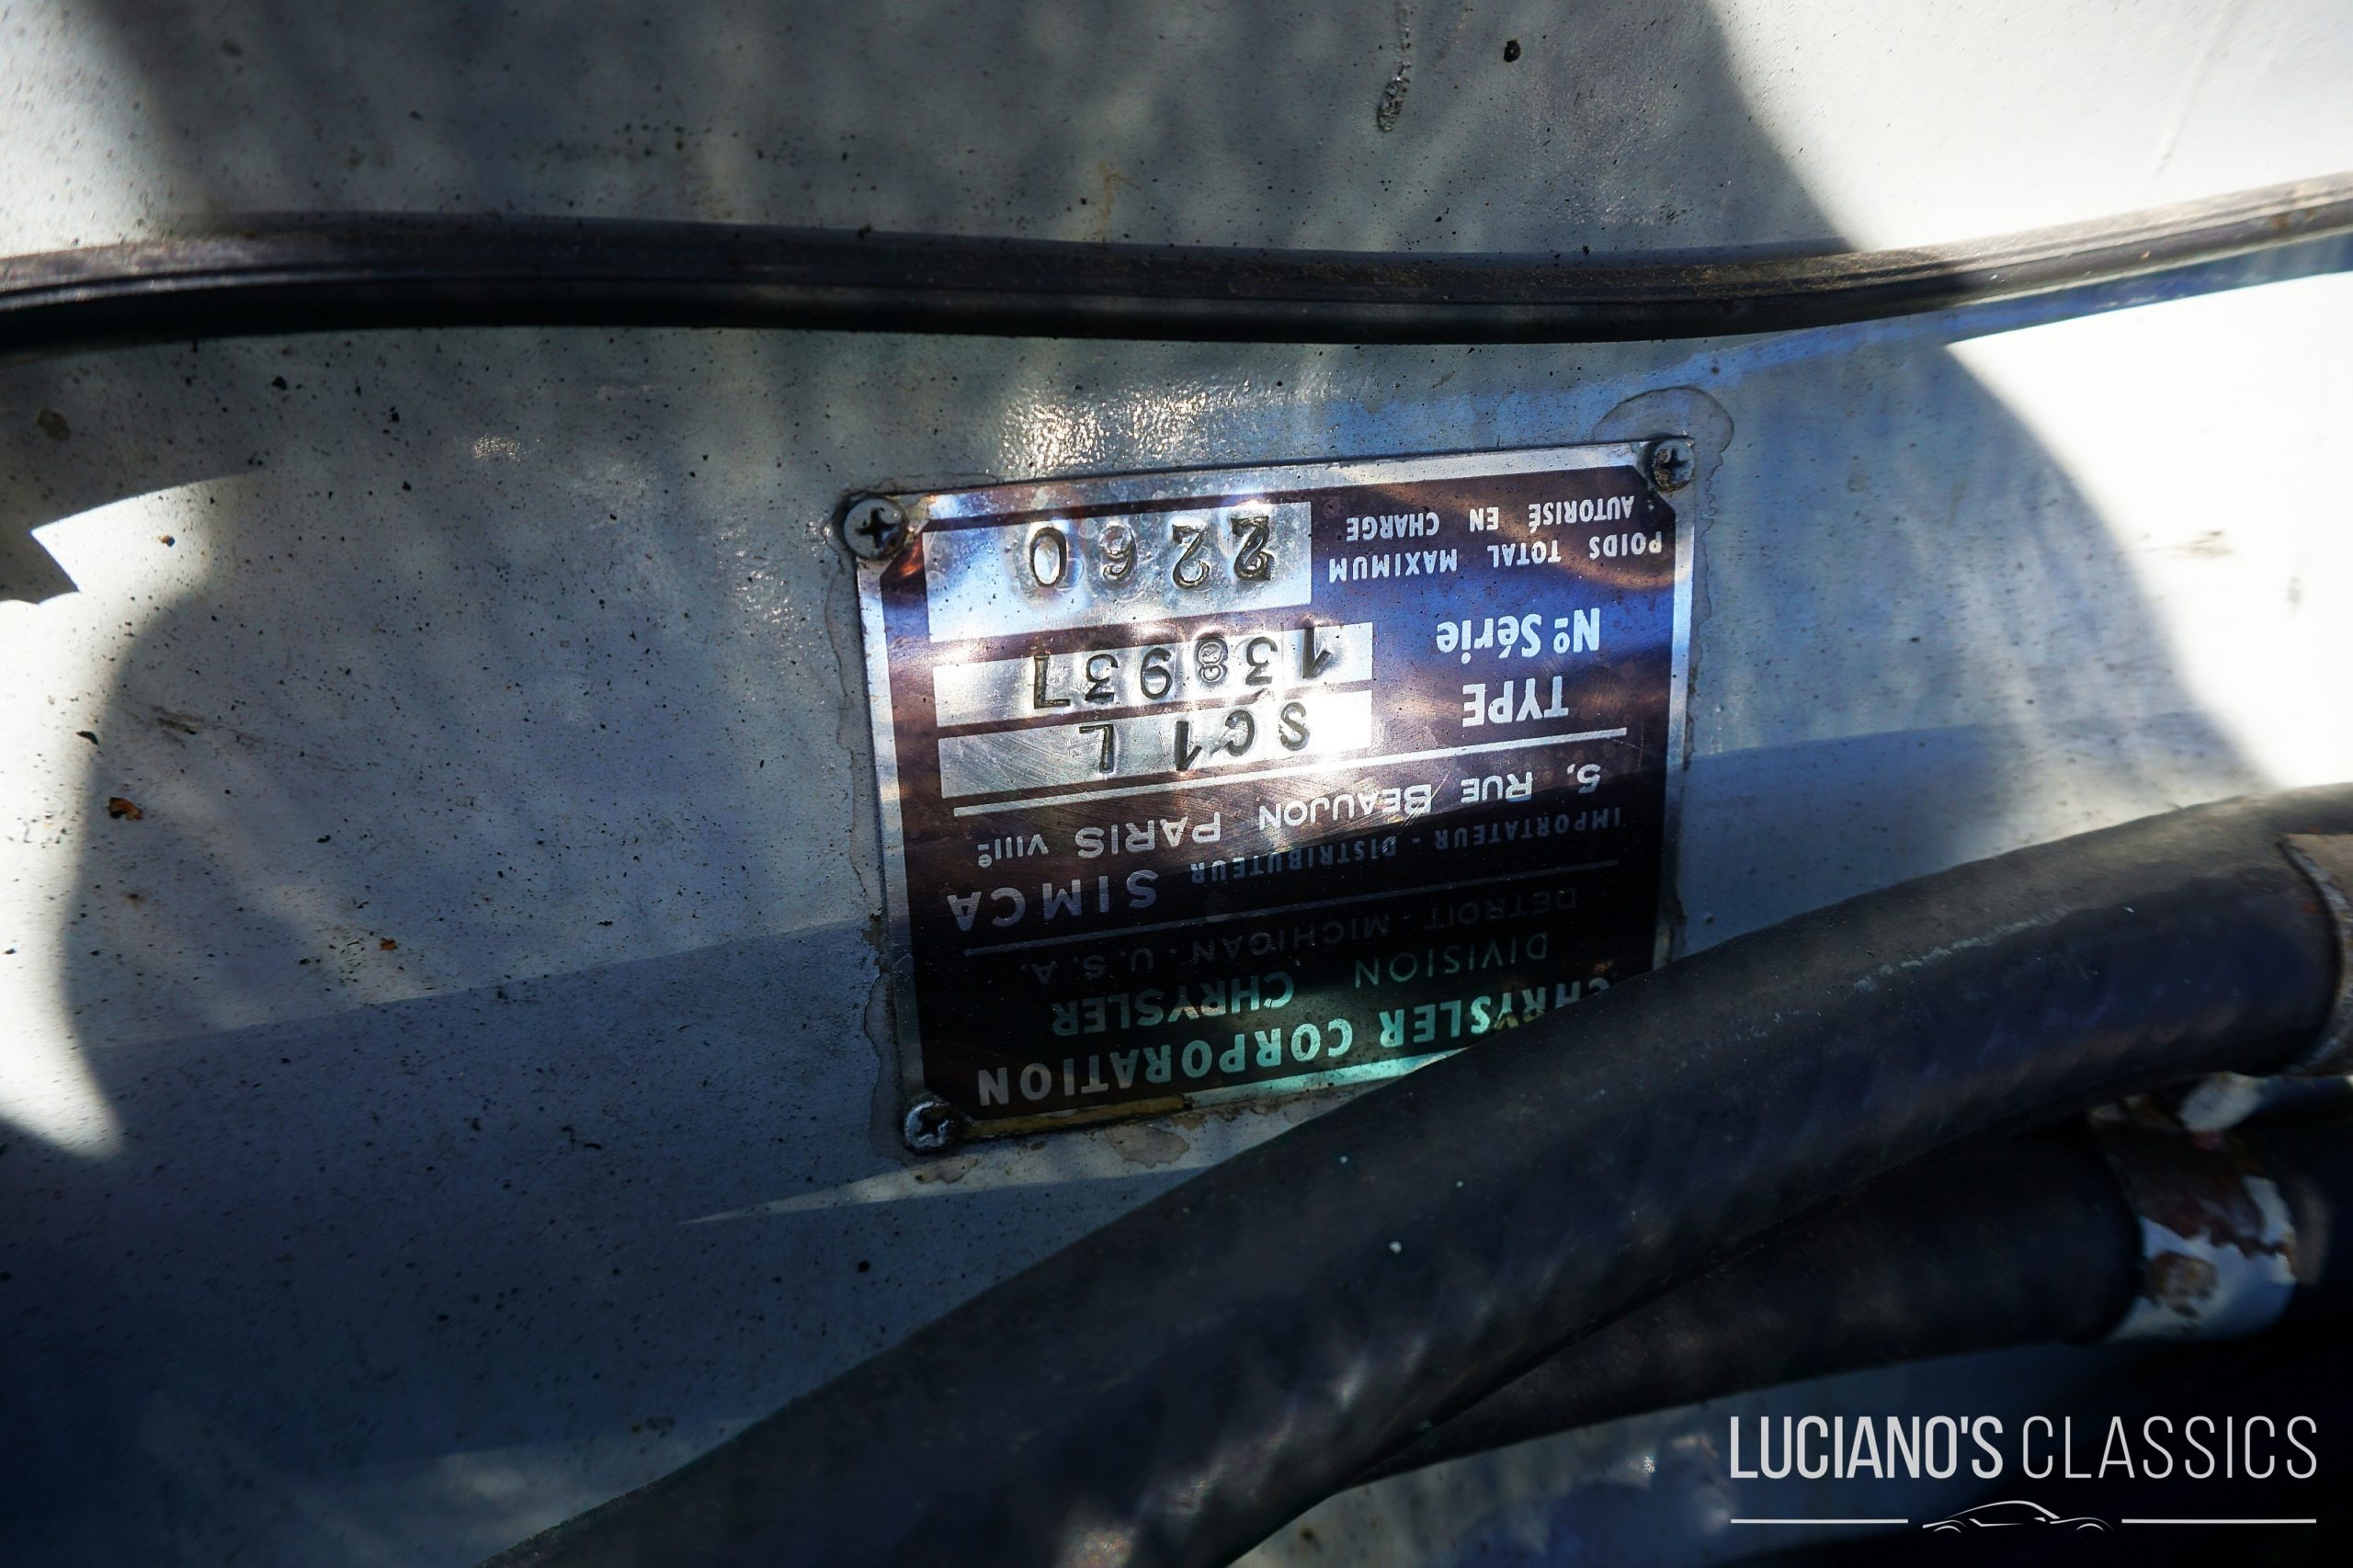 CHRYSLER CORPORATION
DIVISION CHRYSLER
DETROIT - MICHIGAN - U.S.A.
SIMCA
IMPORTATEUR - DISTRIBUTEUR
5, RUE BEAUJON PARIS VIIIe
TYPE SC1 L
Nº Série 138937
POIDS TOTAL MAXIMUM
AUTORISÉ EN CHARGE 2260
LUCIANO'S CLASSICS